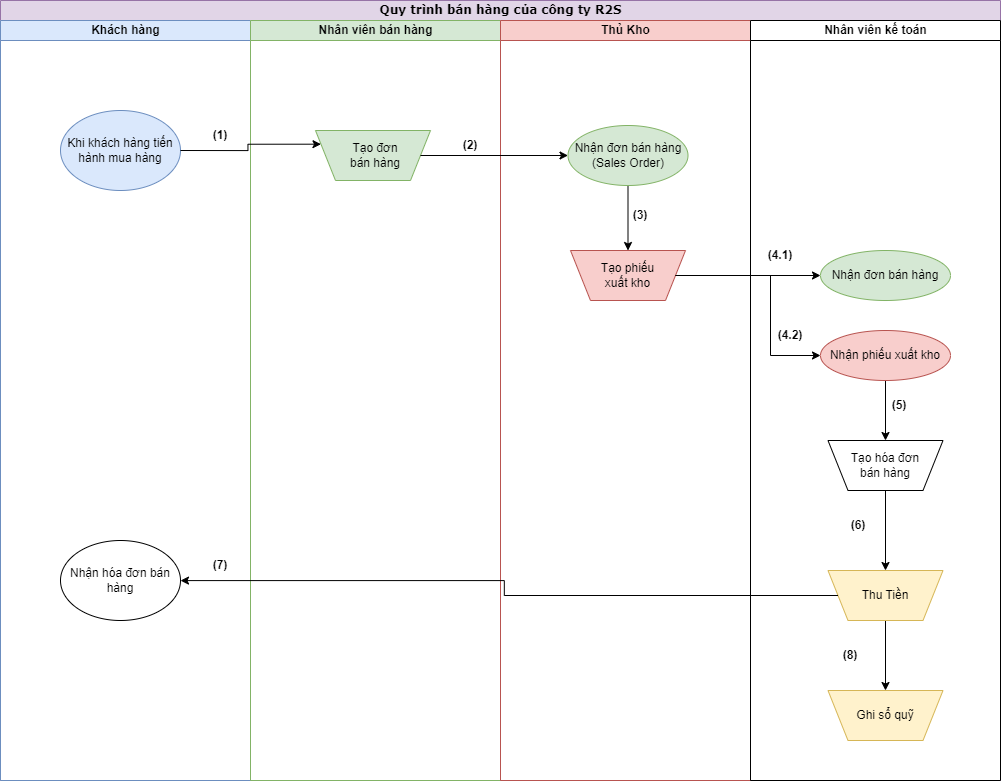 Quy trình bán hàng của công ty R2S
Khách hàng
Nhân viên bán hàng
Thủ Kho
Nhân viên kế toán
Khi khách hàng tiến
hành mua hàng
(1)
Tạo đơn
bán hàng
(2)
Nhận đơn bán hàng
(Sales Order)
(3)
Tạo phiếu
xuất kho
(4.1)
Nhận đơn bán hàng
(4.2)
Nhận phiếu xuất kho
(5)
Tạo hóa đơn
bán hàng
(6)
Thu Tiền
(7)
Nhận hóa đơn bán
hàng
(8)
Ghi sổ quỹ